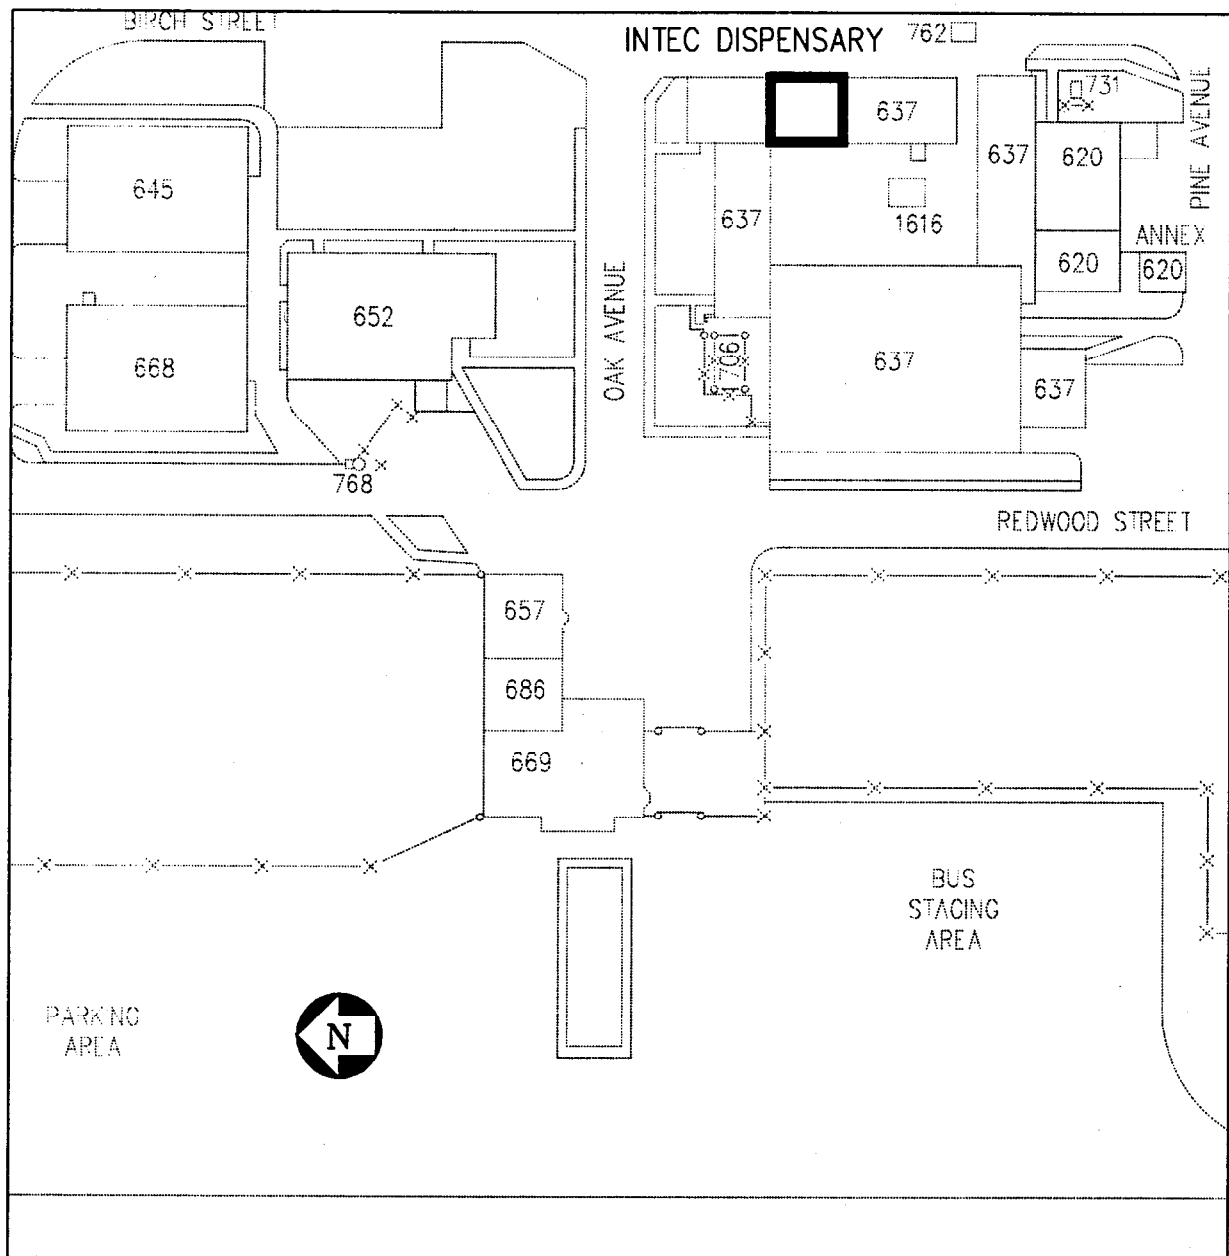 BIRCH STREET
INTEC DISPENSARY
762
731
PINE AVENUE
637
637
620
645
637
1616
ANNEX
620
620
OAK AVENUE
652
668
706
637
637
768
REDWOOD STREET
657
686
669
BUS
STAGING
AREA
PARKING
AREA
N